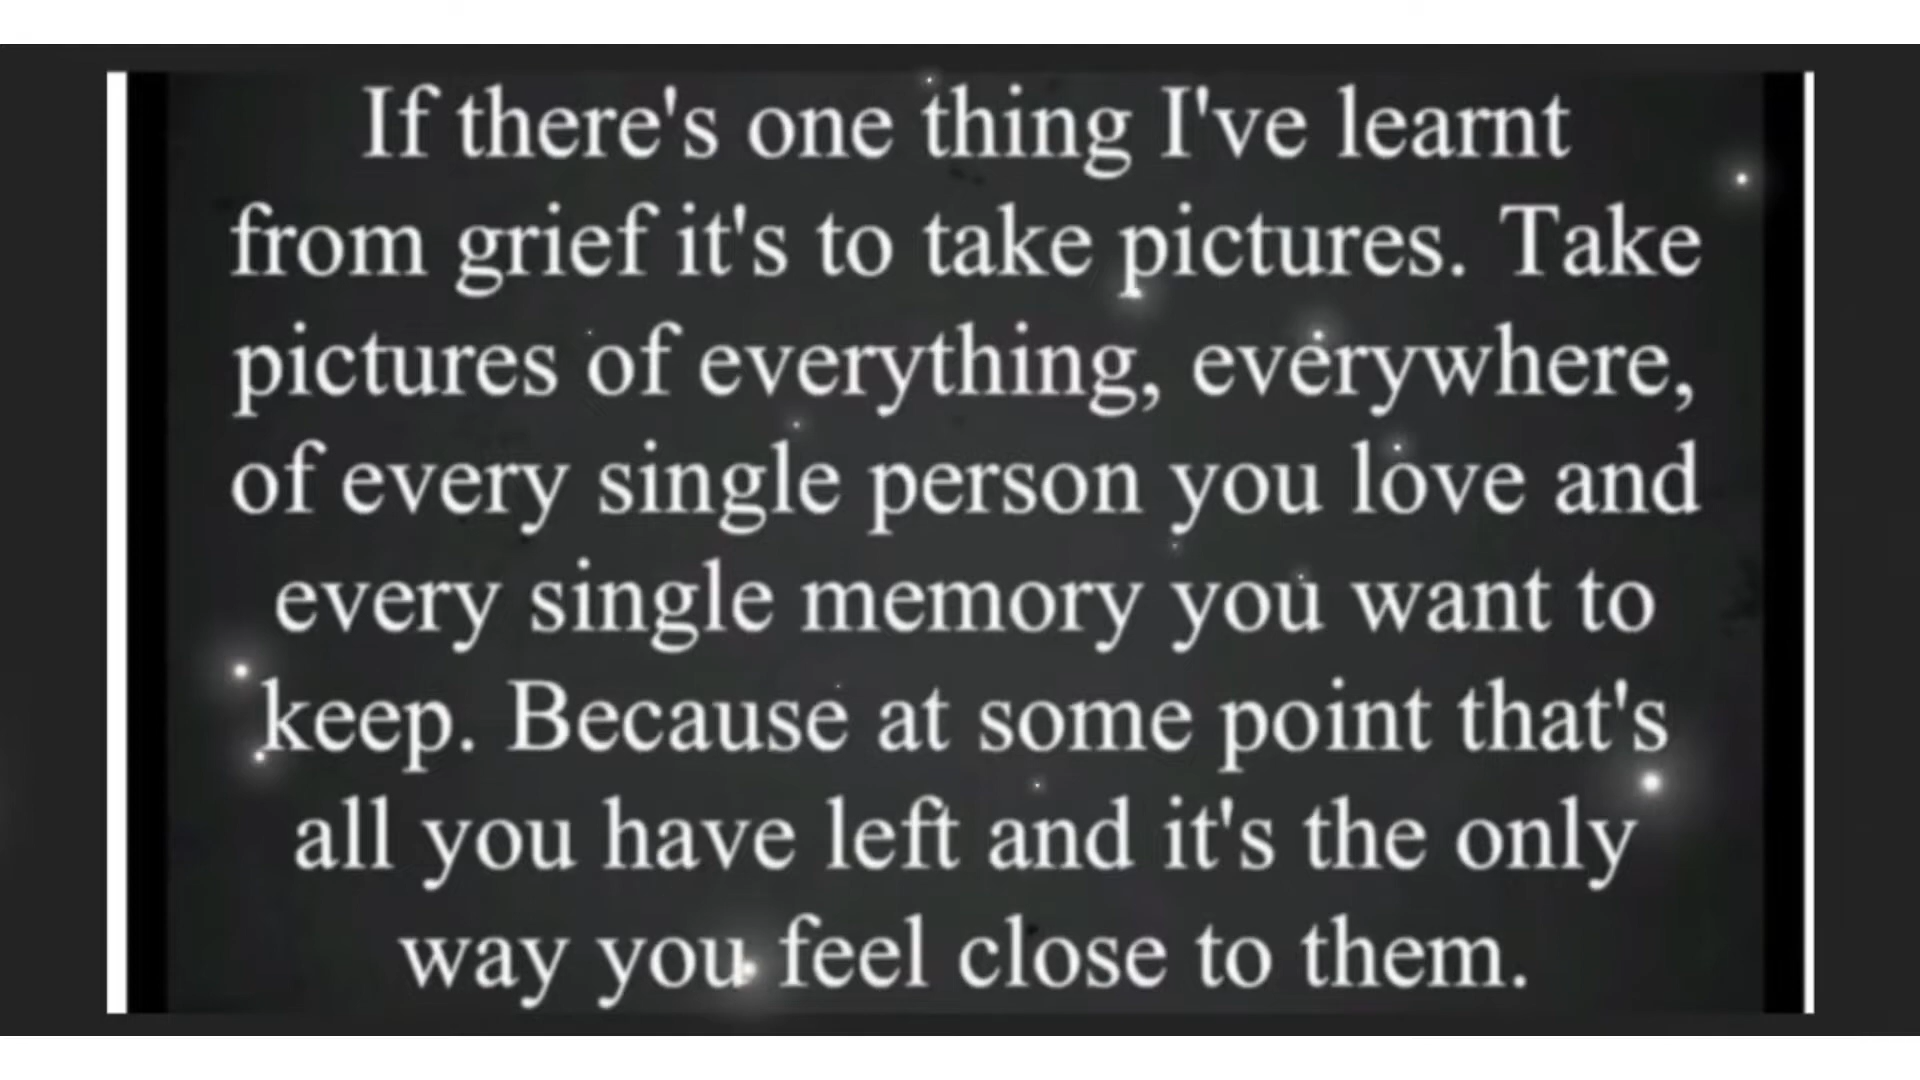 If there's one thing I've learnt
from grief it's to take pictures. Take
pictures of everything, everywhere,
of every single person you love and
every single memory you want to
keep. Because at some point that's
all you have left and it's the only
way you feel close to them.